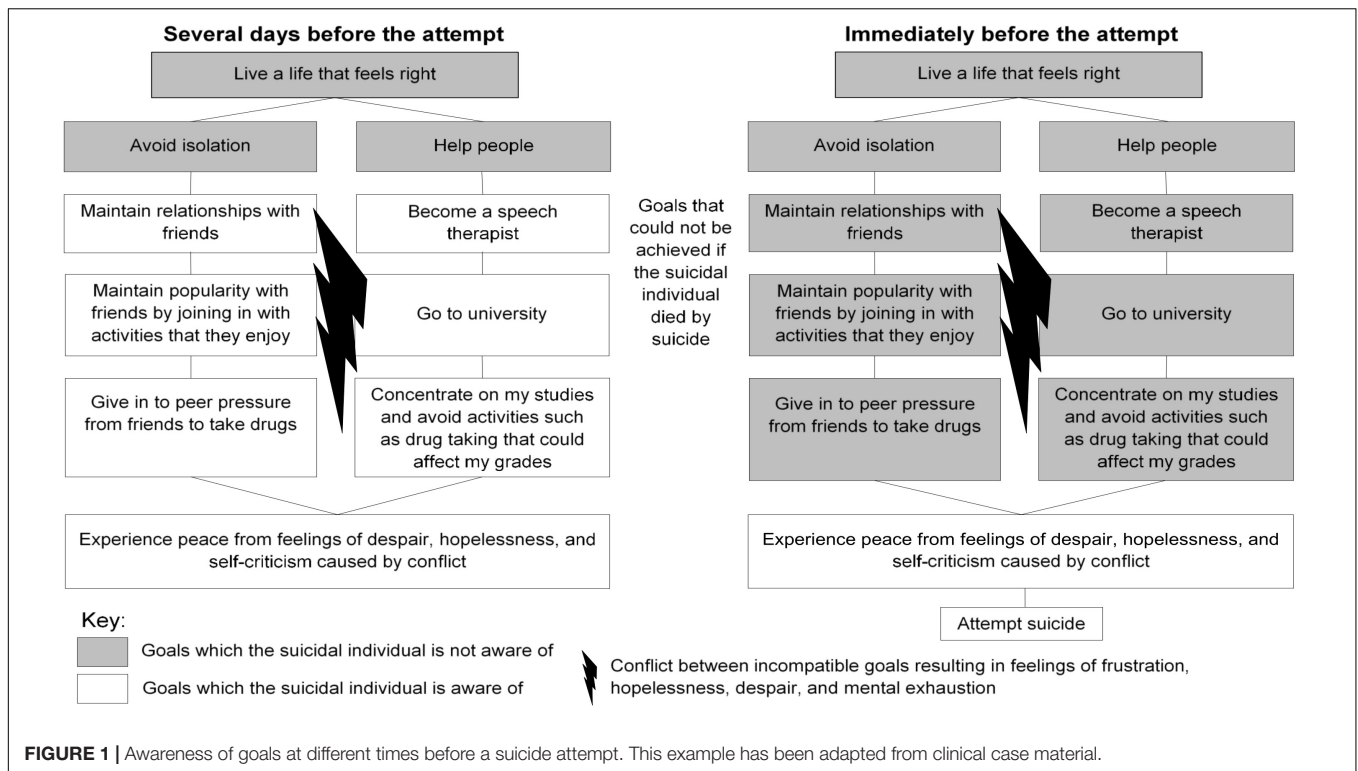 Several days before the attempt
Live a life that feels right
Avoid isolation
Help people
Maintain relationships with
friends
Become a speech
therapist
Maintain popularity with
friends by joining in with
activities that they enjoy
Go to university
Give in to peer pressure
from friends to take drugs
Concentrate on my studies
and avoid activities such
as drug taking that could
affect my grades
Experience peace from feelings of despair, hopelessness, and
self-criticism caused by conflict
Goals that
could not be
achieved if
the suicidal
individual
died by
suicide
Immediately before the attempt
Live a life that feels right
Avoid isolation
Help people
Maintain relationships with
friends
Become a speech
therapist
Maintain popularity with
friends by joining in with
activities that they enjoy
Go to university
Give in to peer pressure
from friends to take drugs
Concentrate on my studies
and avoid activities such
as drug taking that could
affect my grades
Experience peace from feelings of despair, hopelessness, and
self-criticism caused by conflict
Attempt suicide
Key:
Goals which the suicidal individual is not aware of
Goals which the suicidal individual is aware of
Conflict between incompatible goals resulting in feelings of frustration,
hopelessness, despair, and mental exhaustion
FIGURE 1 | Awareness of goals at different times before a suicide attempt. This example has been adapted from clinical case material.